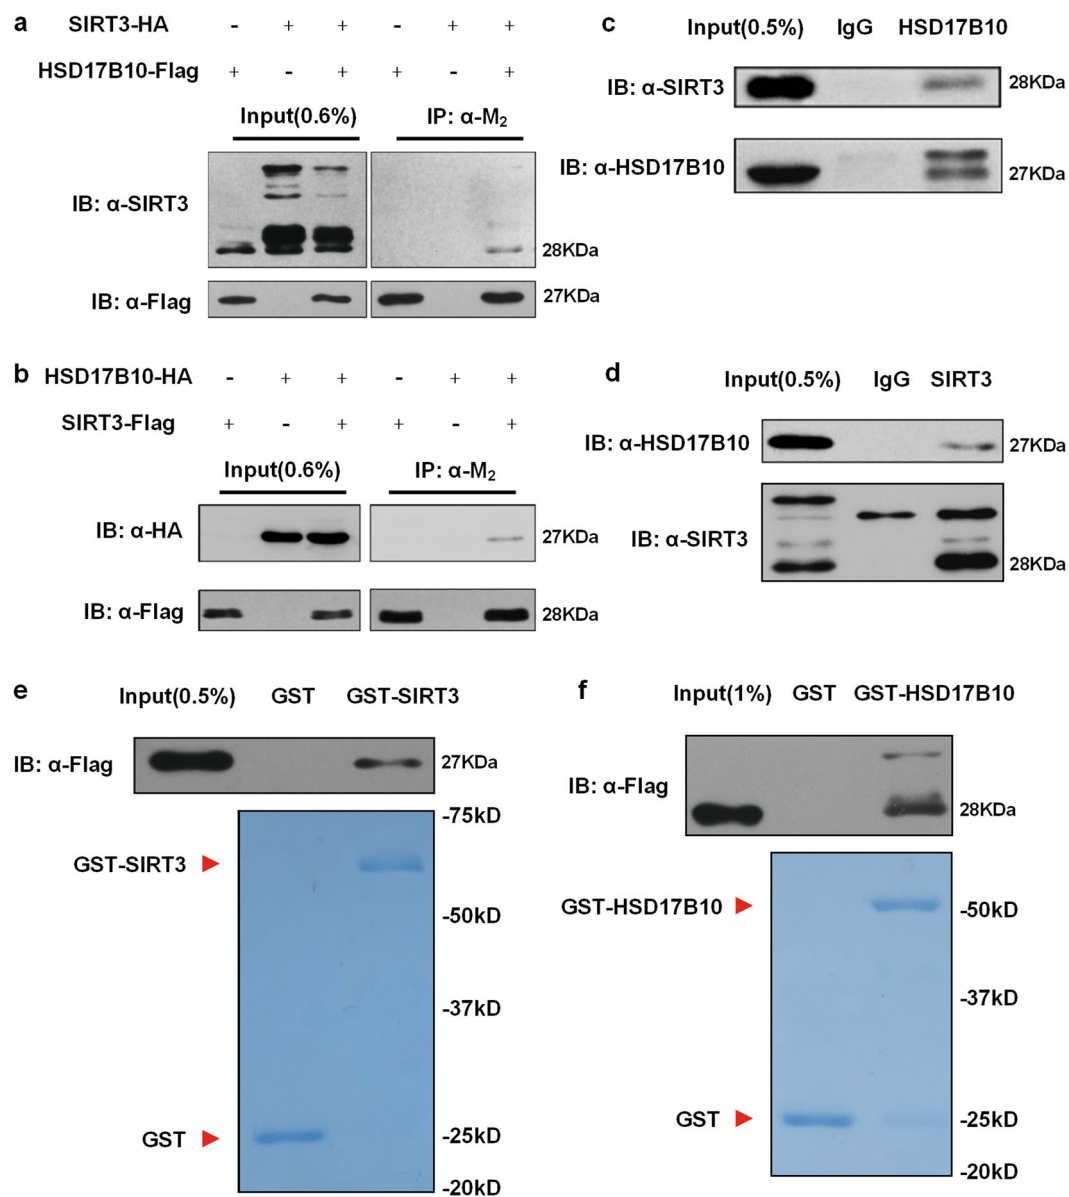 a
SIRT3-HA - + + - + +
HSD17B10-Flag + - + + - +
Input(0.6%) IP: α-M2
IB: α-SIRT3
28KDa
IB: α-Flag 27KDa
b
HSD17B10-HA - + + - + +
SIRT3-Flag + - + + - +
Input(0.6%) IP: α-M2
IB: α-HA 27KDa
IB: α-Flag 28KDa
c
Input(0.5%) IgG HSD17B10
IB: α-SIRT3 28KDa
IB: α-HSD17B10 27KDa
d
Input(0.5%) IgG SIRT3
IB: α-HSD17B10 27KDa
IB: α-SIRT3
28KDa
e
Input(0.5%) GST GST-SIRT3
IB: α-Flag 27KDa
-75kD
GST-SIRT3
-50kD
-37kD
GST -25kD
-20kD
f
Input(1%) GST GST-HSD17B10
IB: α-Flag
28KDa
GST-HSD17B10 -50kD
-37kD
GST -25kD
-20kD